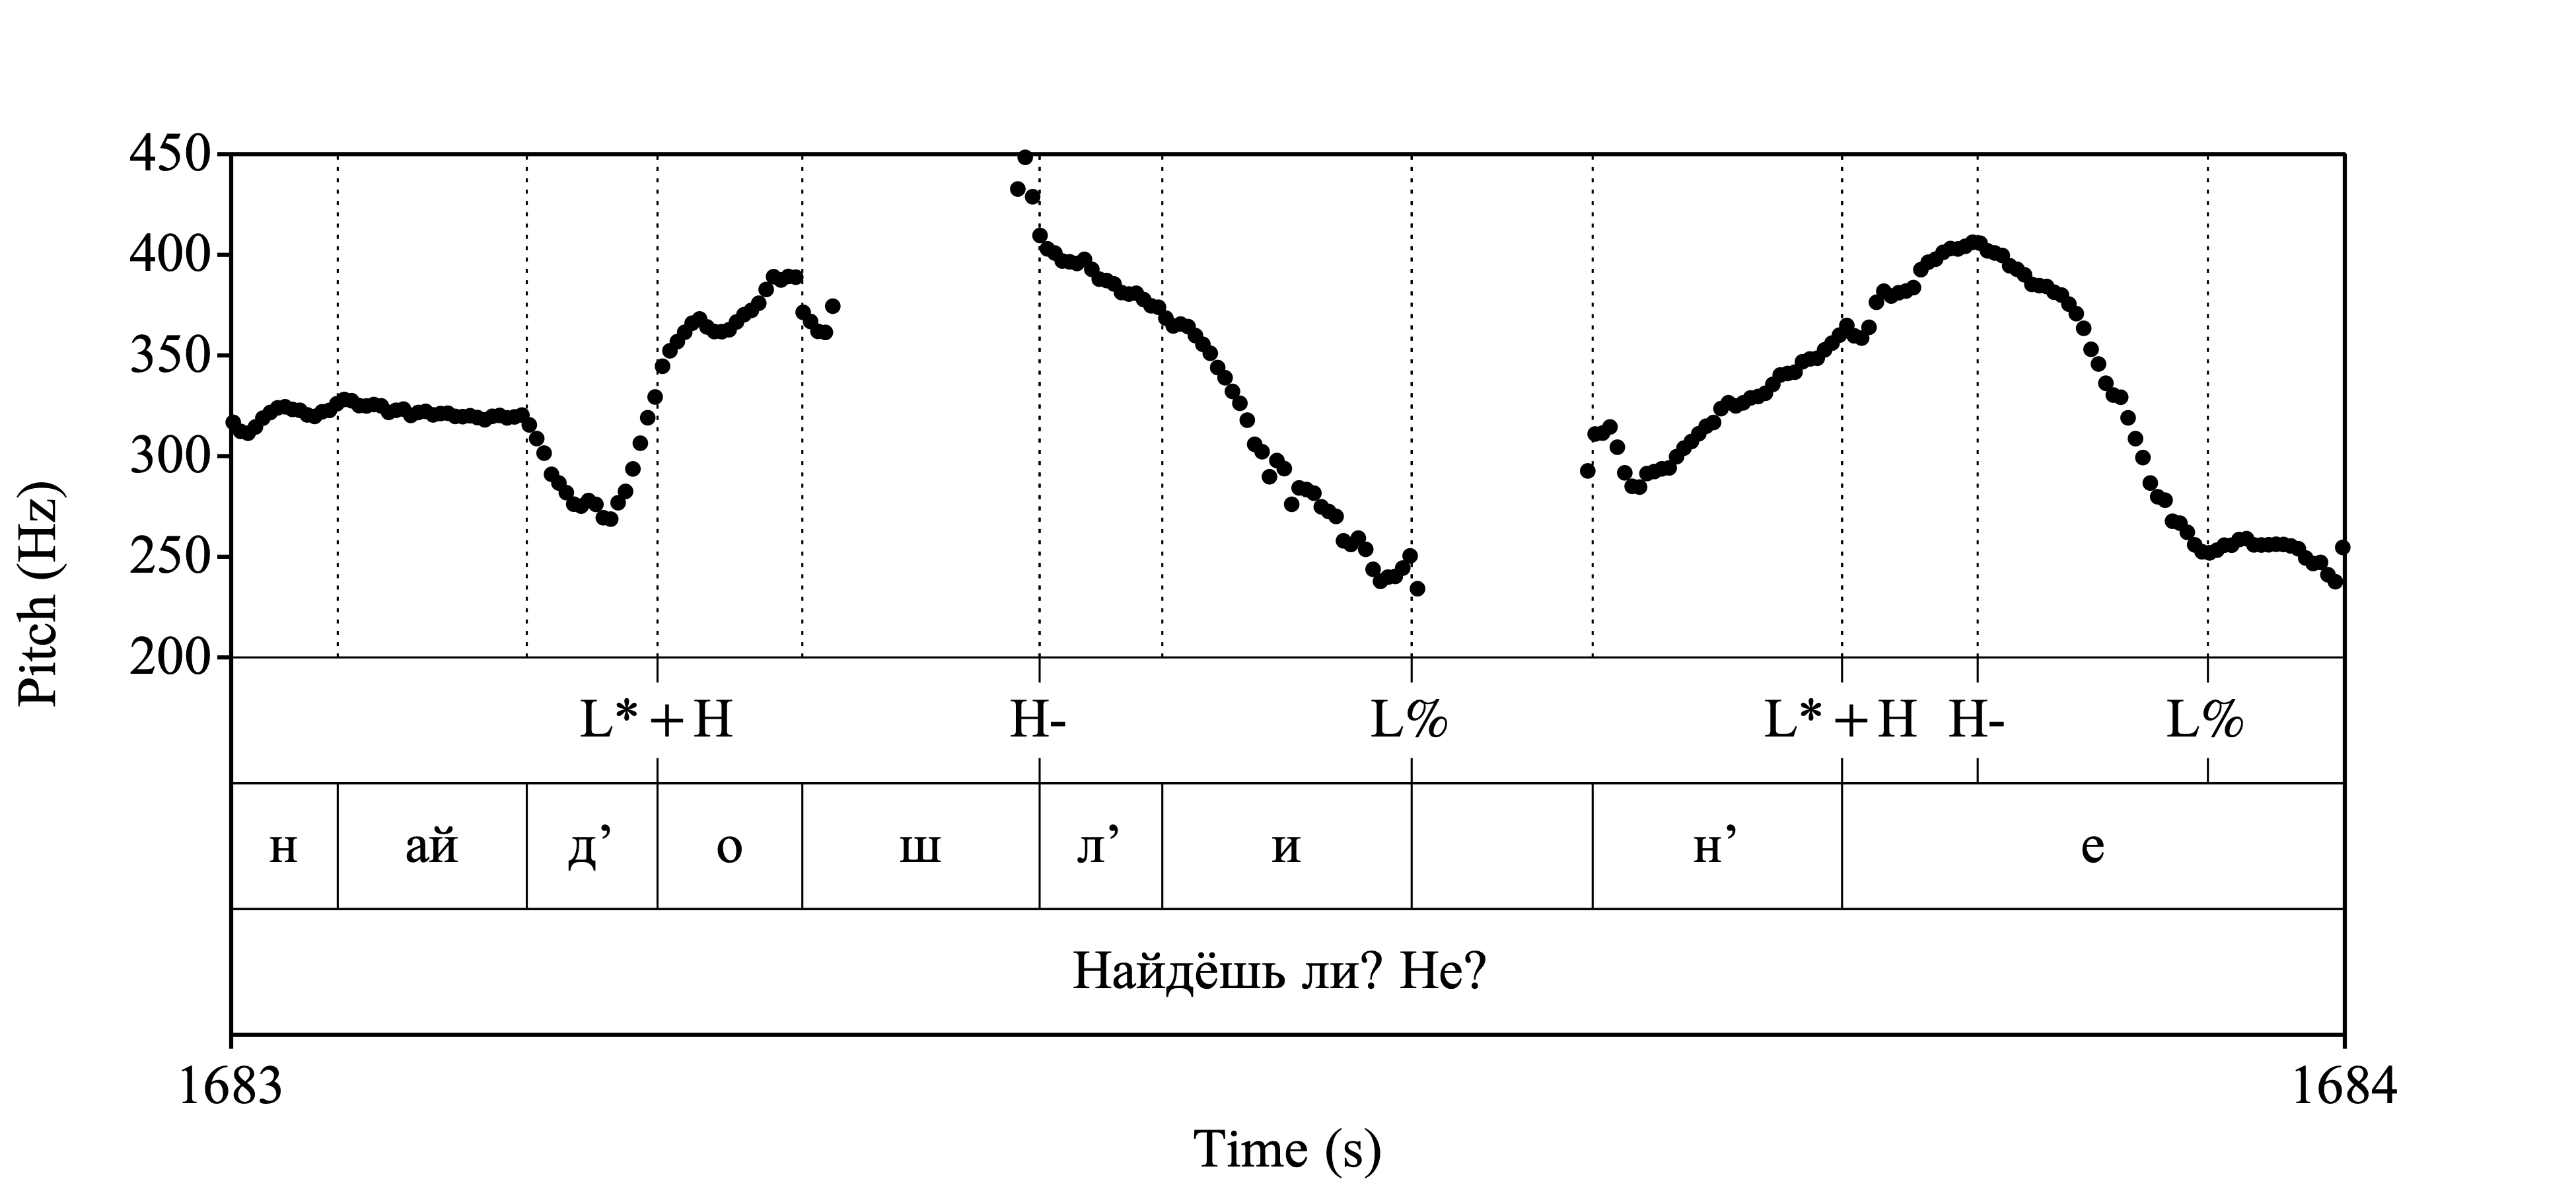 450
400
350
300
250
200
Pitch (Hz)
L*+H H- L% L*+H H- L%
н ай д’ о ш л’ и н’ е
Найдёшь ли? Не?
1683 1684
Time (s)